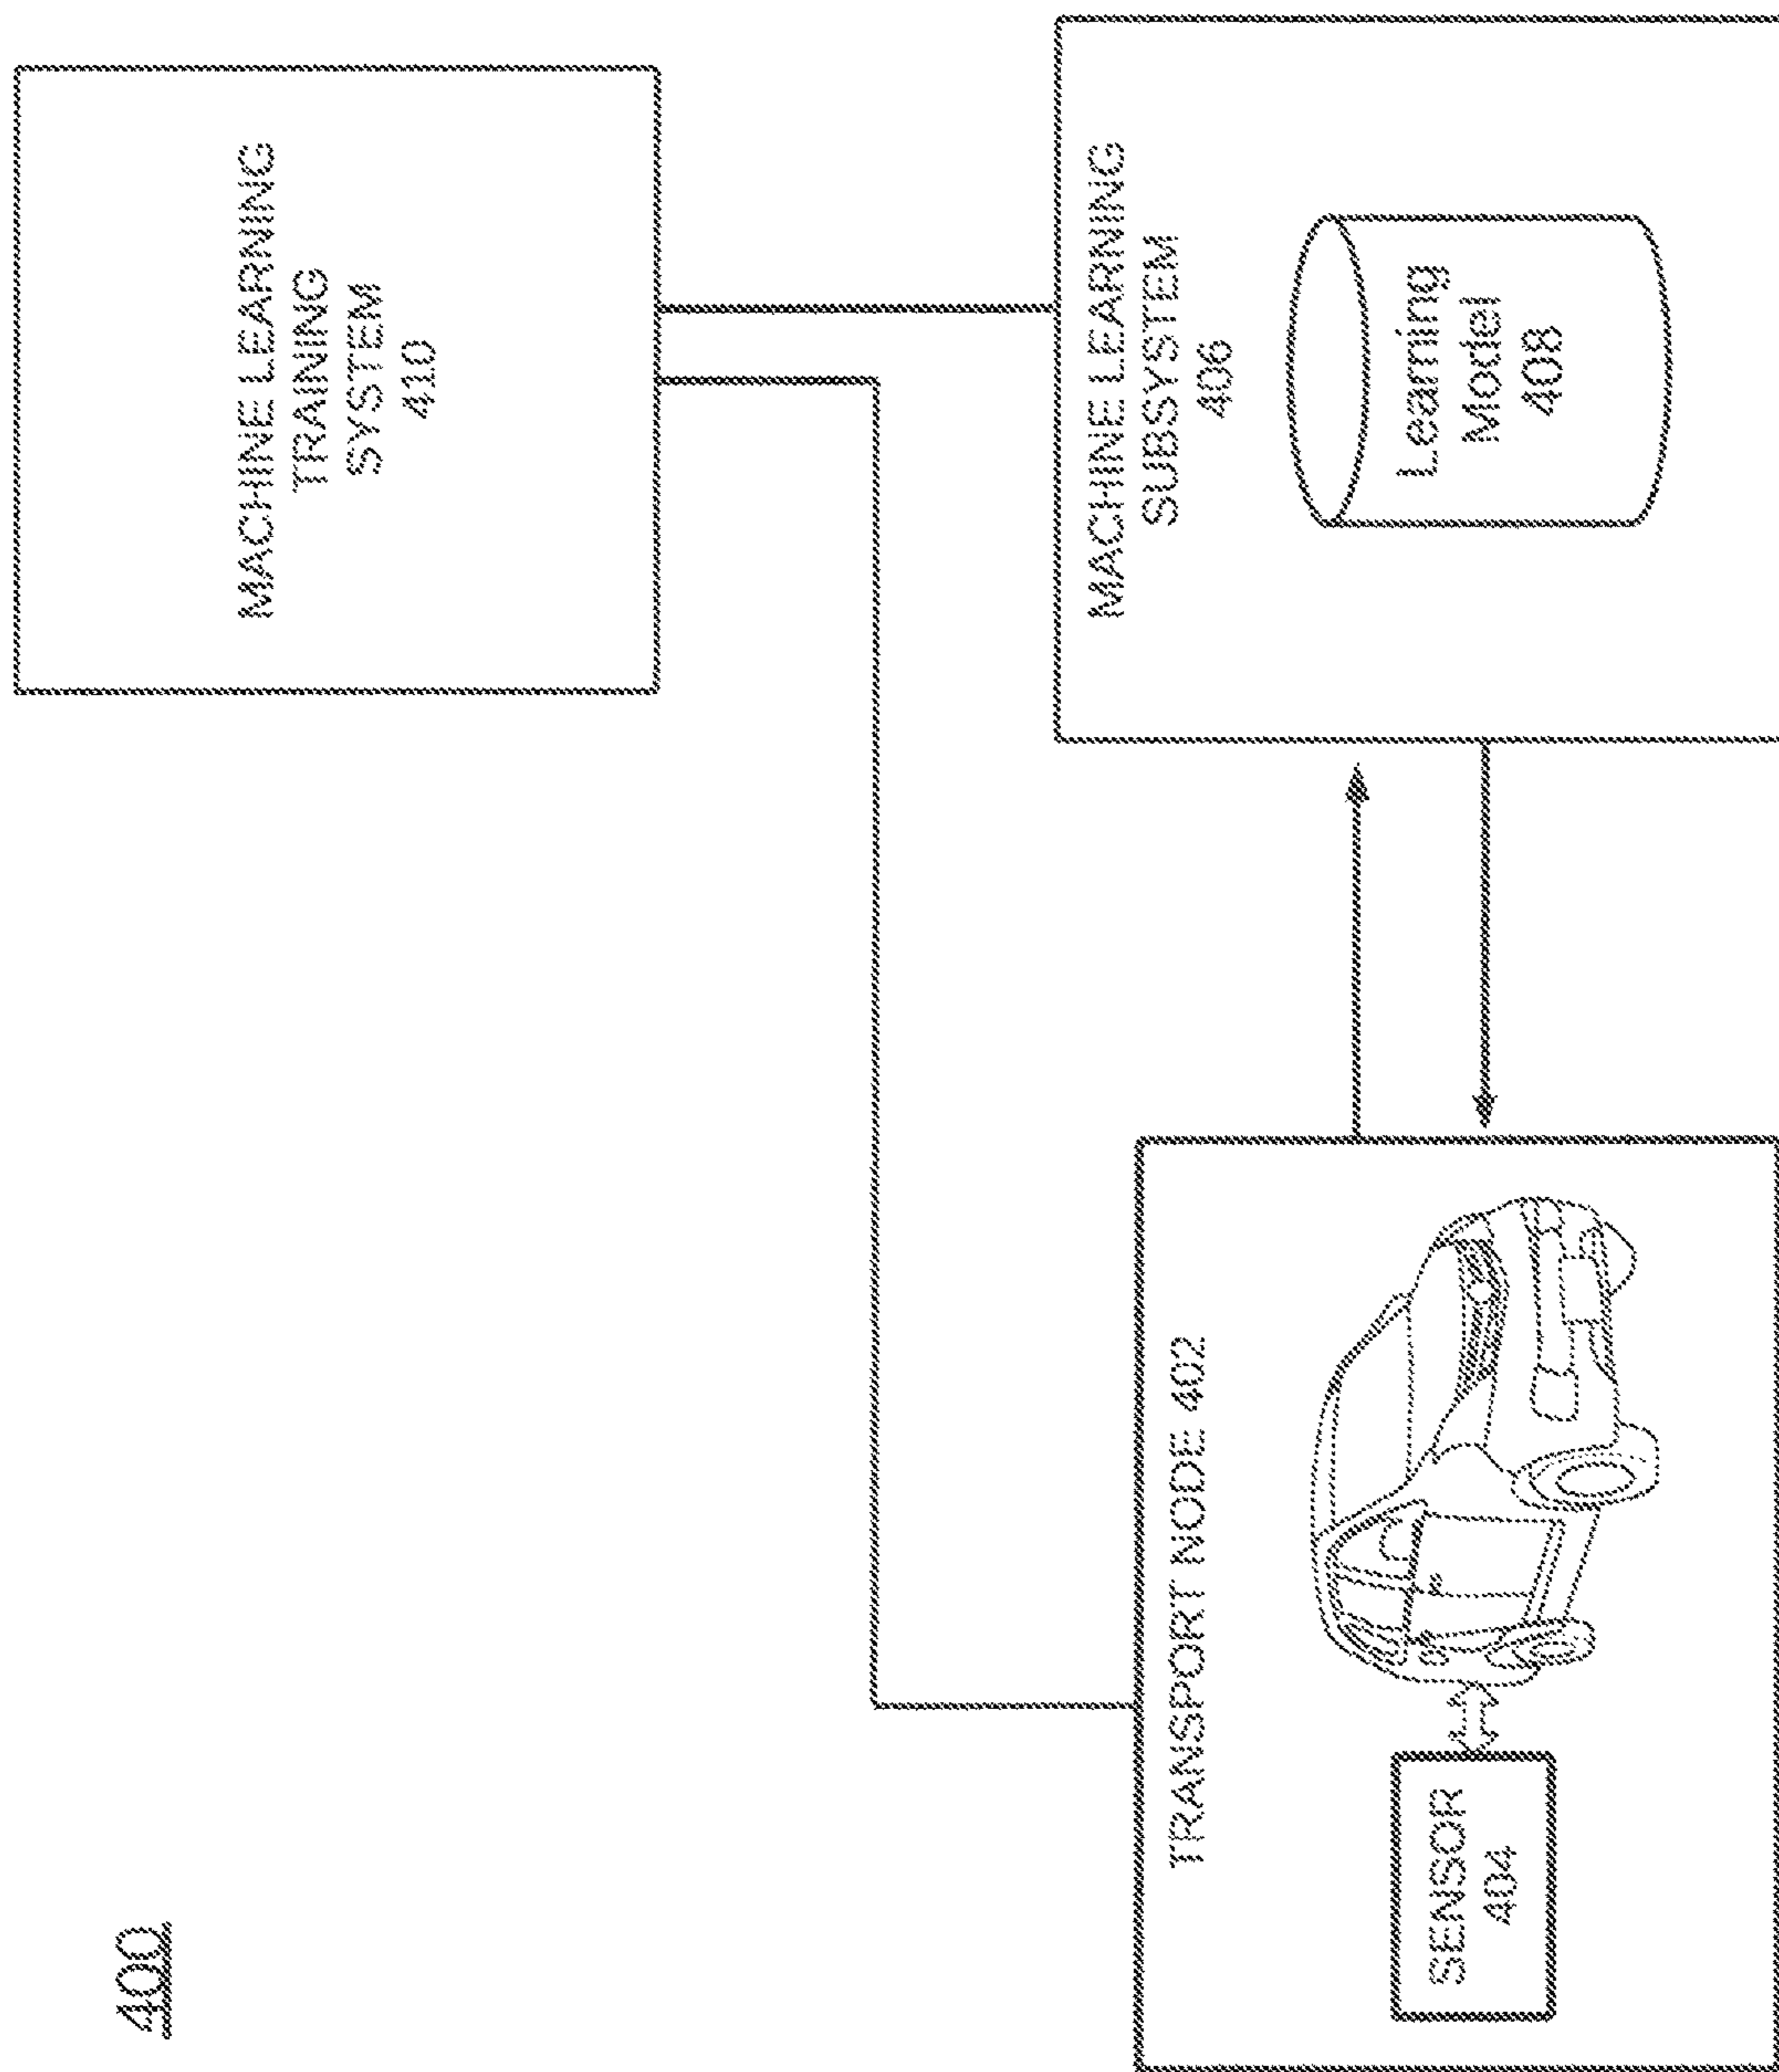 400
MACHINE LEARNING
TRAINING
SYSTEM
410
TRANSPORT NODE 402
SENSOR
404
MACHINE LEARNING
SUBSYSTEM
406
Learning
Model
408